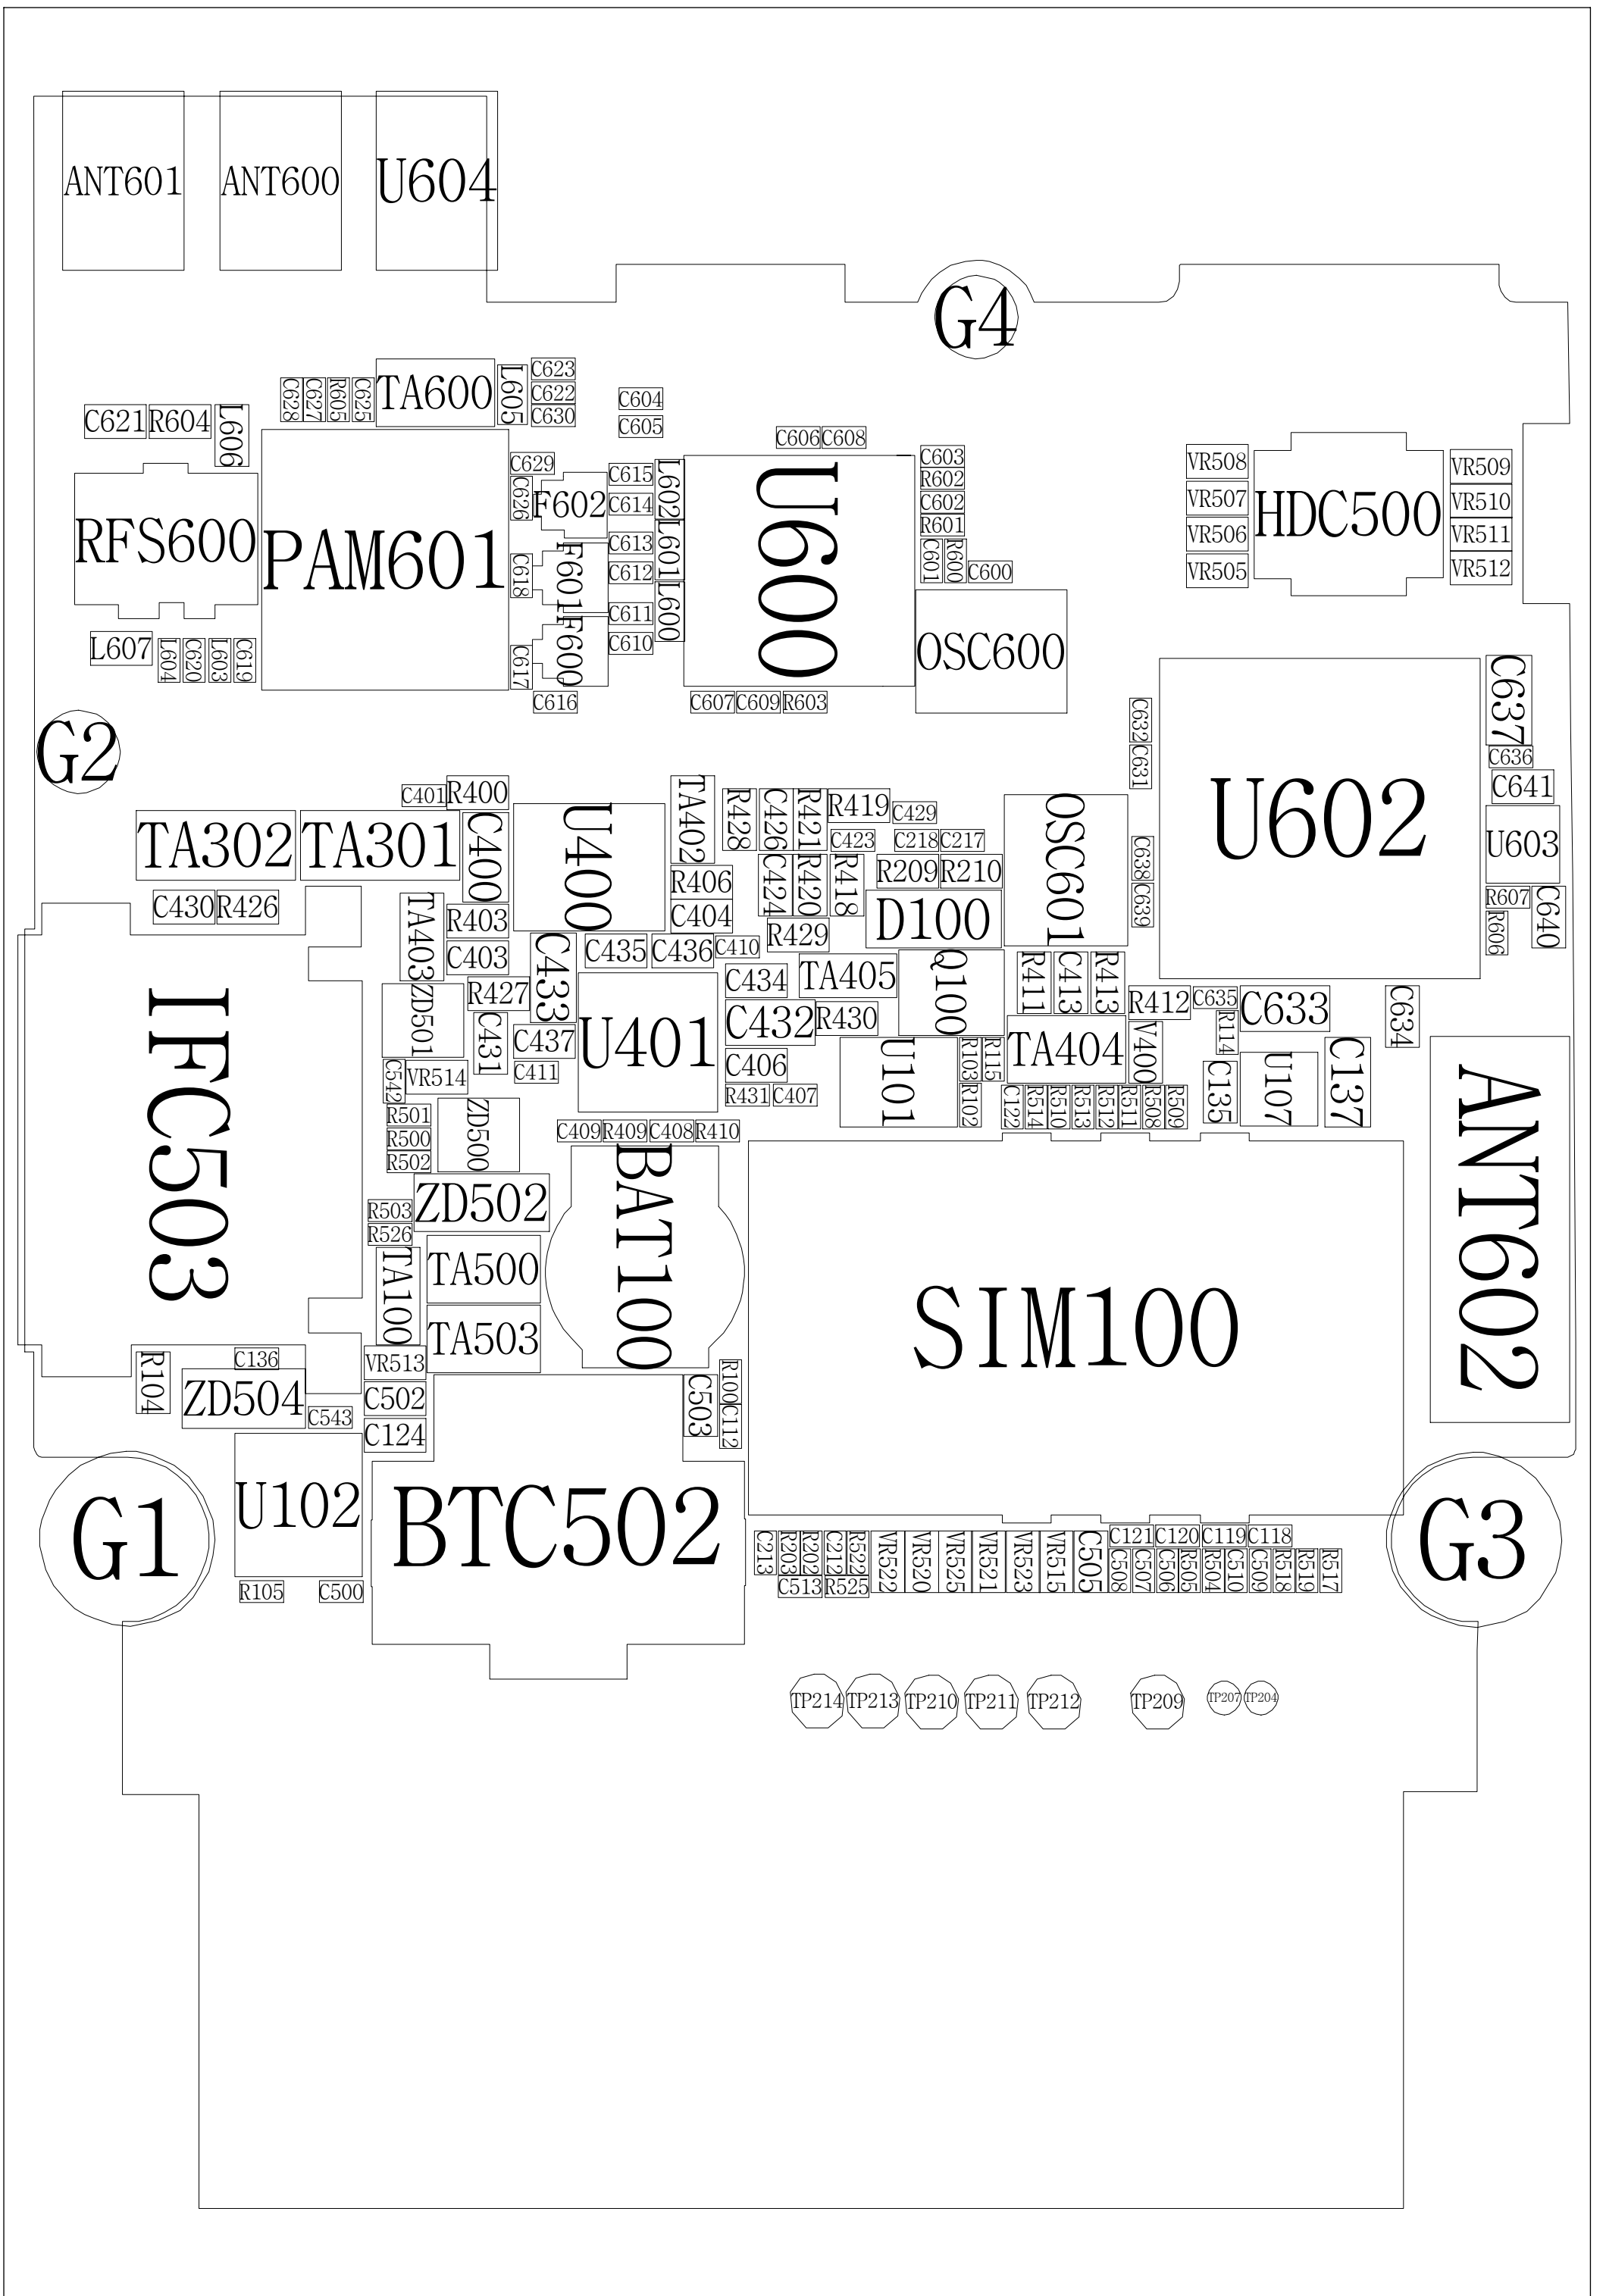 ANT601 ANT600 U604
G4
C623
TA600 L605 C622
C628 C627 R605 C625 C630
C604
C621 R604 L606 C605
C606 C608
C603
C629 C615 L602 U600 R602
C626 F602 C614 C602
R601
VR508 HDC500 VR509
VR507 VR510
VR506 VR511
VR505 VR512
RFS600 PAM601
C618 F601 C613 L601
C612
C601 R600 C600
C611 L600
F600 C610
OSC600
L607 L604 C620 L603 C619
C617
C616 C607 C609 R603
C637
C632
C631 C636
G2
C641
C401 R400 TA402 R428 C426 R421 R419 C429
OSC601 U602
TA302 TA301 C400 U400
C423 C218 C217
U603
R406 C424 R420 R418 R209 R210
C638
C639
C430 R426 TA403 R403 C404 D100 R607 C640
R429 R606
C403 C433 C435 C436 C410
Q100
R411 C413 R413
C434 TA405
ZD501 R427
R412 C635 C633 C634
IFC503
C431 C437 U401 C432 R430
TA404 V400 R114
C411 C406 U101 R103 R115
C542 VR514
C135 U107 C137
ANT602
R431 C407 R102 C122 R514 R510 R513 R512 R511 R508 R509
R501 ZD500
R500 C409 R409 C408 R410
R502
BAT100
ZD502
R503
R526
TA100 TA500
SIM100
TA503
C136 VR513
R104 ZD504 C502 C503 R100
C543 C124 C112
U102
G1 BTC502 G3
C121 C120 C119 C118
C213 R203 R202 C212 R522 VR522 VR520 VR525 VR521 VR523 VR515 C505 C508 C507 C506 R505 R504 C510 C509 R518 R519 R517
C513 R525
R105 C500
TP214 TP213 TP210 TP211 TP212 TP209 TP207 TP204